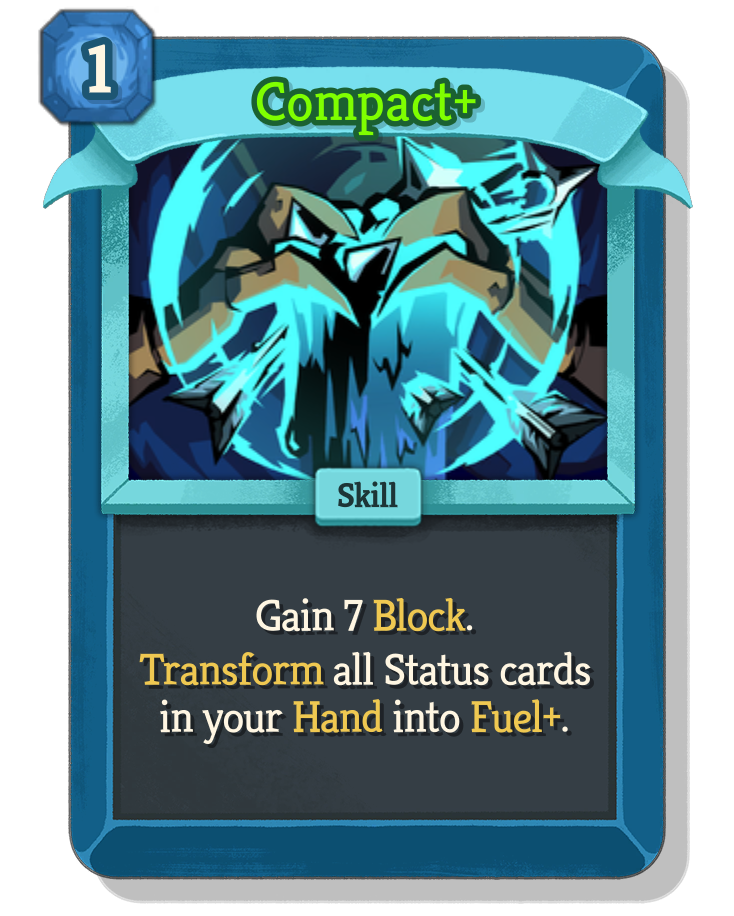 1
Compact+
Skill
Gain 7 Block.
Transform all Status cards
in your Hand into Fuel+.